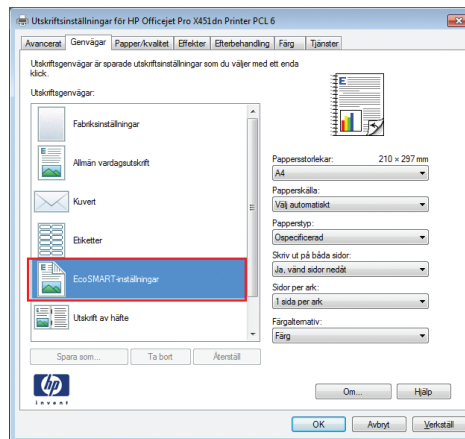 Utskriftsinställningar för HP Officejet Pro X451dn Printer PCL 6
Avancerat Genvägar Papper/kvalitet Effekter Efterbehandling Färg Tjänster
Utskriftsgenvägar är sparade utskriftsinställningar som du väljer med ett enda
klick.
Utskriftsgenvägar:
Fabriksinställningar
Allmän vardagsutskrift
Kuvert
Etiketter
EcoSMART-inställningar
Utskrift av häfte
Spara som... Ta bort Återställ
Pappersstorlekar: 210 × 297 mm
A4
Papperskälla:
Välj automatiskt
Papperstyp:
Ospecificerad
Skriv ut på båda sidor:
Ja, vänd sidor nedåt
Sidor per ark:
1 sida per ark
Färgalternativ:
Färg
hp
invent
Om... Hjälp
OK Avbryt Verkställ